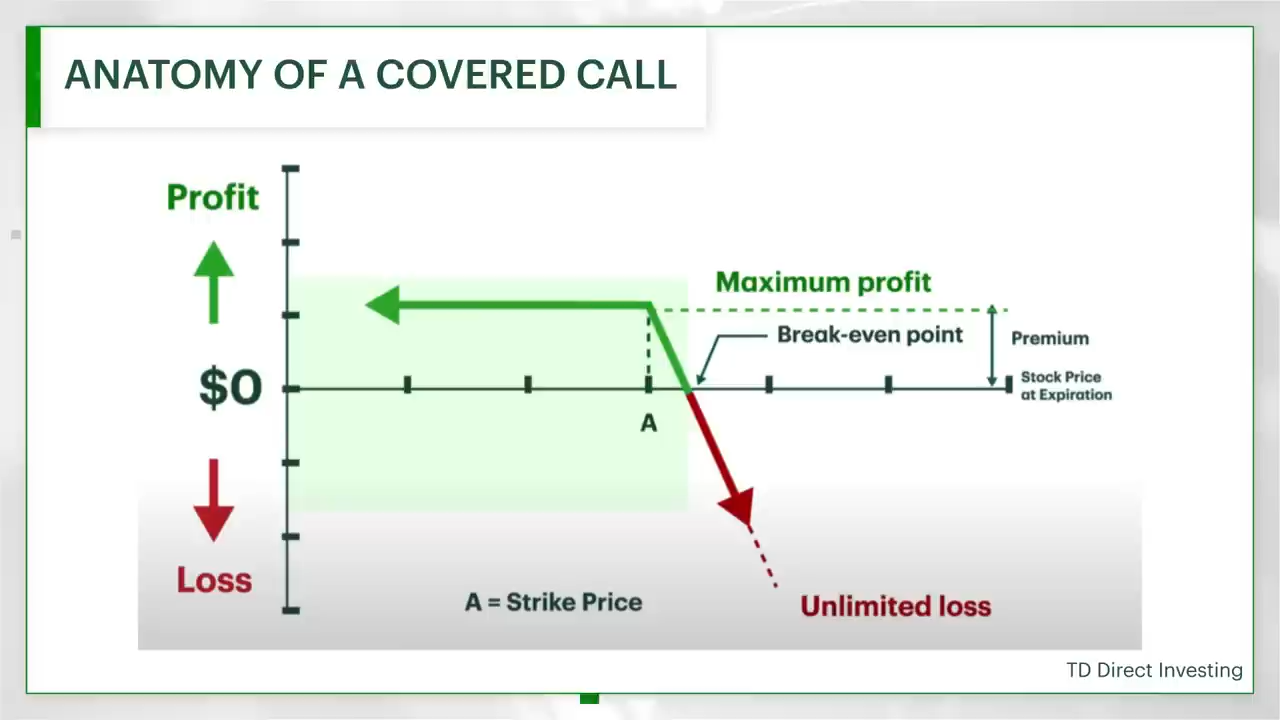 ANATOMY OF A COVERED CALL
Profit
Maximum profit
Break-even point
Premium
$0
Stock Price
at Expiration
A
Loss
A = Strike Price
Unlimited loss
TD Direct Investing